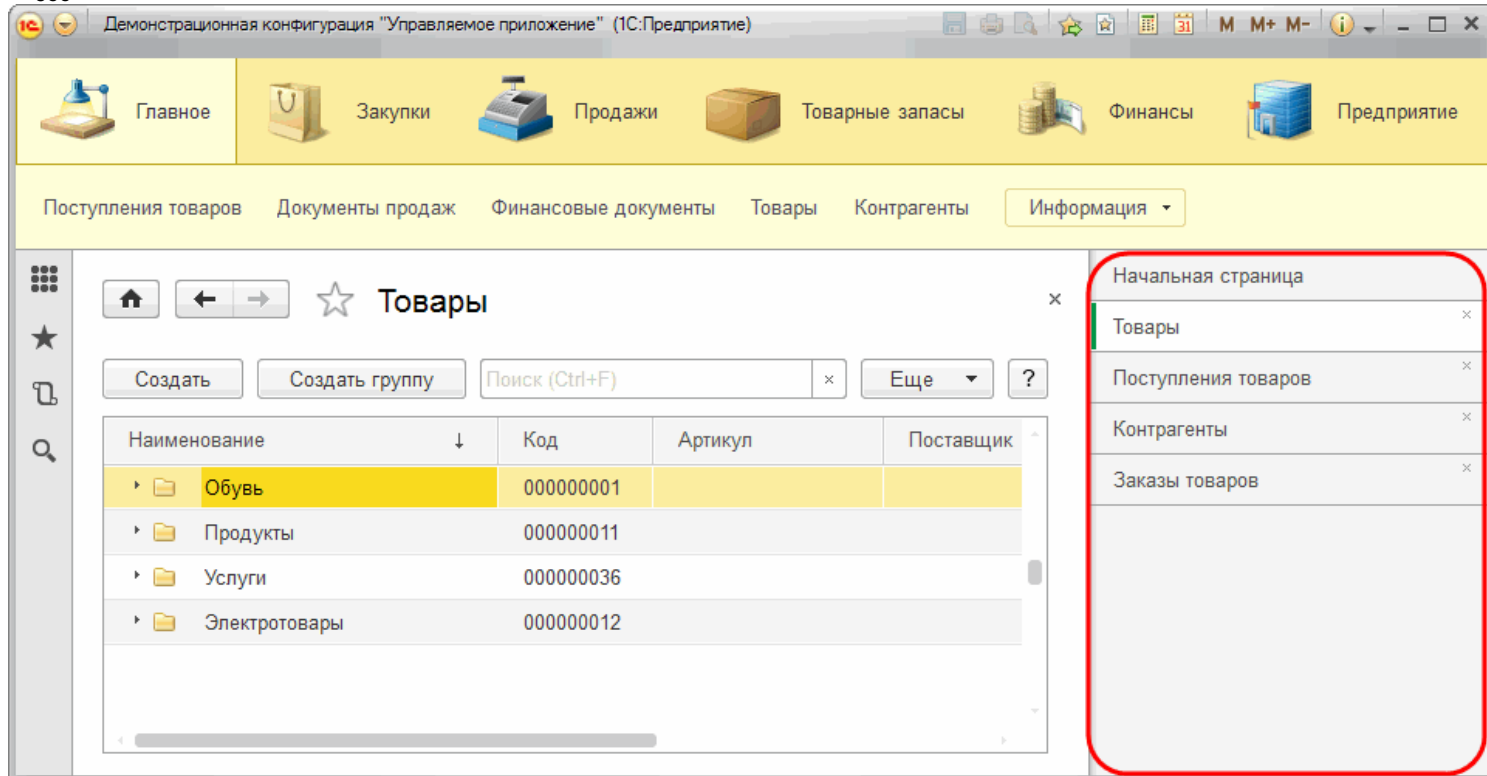 1С Демонстрационная конфигурация "Управляемое приложение" (1С:Предприятие) 31 M M+ M- i
Главное Закупки Продажи Товарные запасы Финансы Предприятие
Поступления товаров Документы продаж Финансовые документы Товары Контрагенты Информация
Товары
Создать Создать группу Поиск (Ctrl+F) × Еще ?
Наименование ↓ Код Артикул Поставщик
Обувь 000000001
Продукты 000000011
Услуги 000000036
Электротовары 000000012
Начальная страница
Товары
Поступления товаров
Контрагенты
Заказы товаров